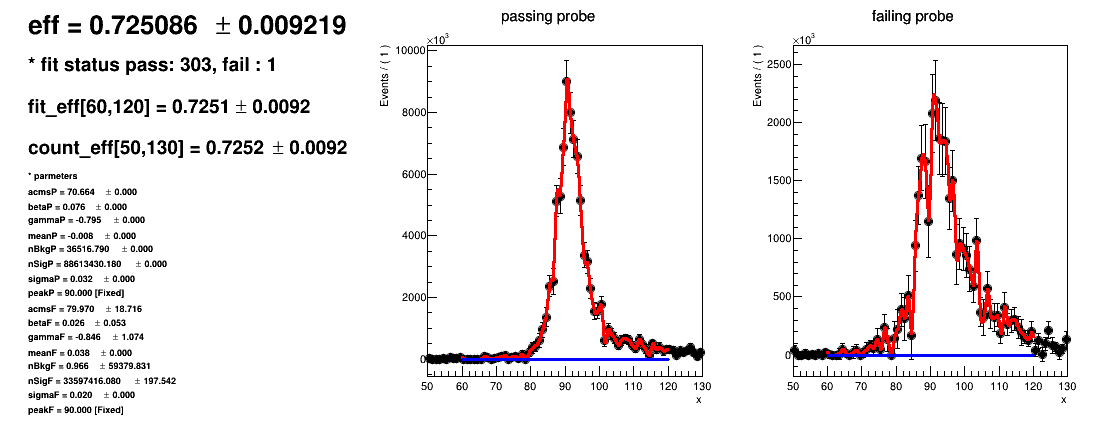 eff = 0.725086 ± 0.009219
* fit status pass: 303, fail : 1
fit_eff[60,120] = 0.7251 ± 0.0092
count_eff[50,130] = 0.7252 ± 0.0092
* parmeters
acmsP = 70.664 ± 0.000
betaP = 0.076 ± 0.000
gammaP = -0.795 ± 0.000
meanP = -0.008 ± 0.000
nBkgP = 36516.790 ± 0.000
nSigP = 88613430.180 ± 0.000
sigmaP = 0.032 ± 0.000
peakP = 90.000 [Fixed]
acmsF = 79.970 ± 18.716
betaF = 0.026 ± 0.053
gammaF = -0.846 ± 1.074
meanF = 0.038 ± 0.000
nBkgF = 0.966 ± 59379.831
nSigF = 33597416.080 ± 197.542
sigmaF = 0.020 ± 0.000
peakF = 90.000 [Fixed]
passing probe
×10³
Events / ( 1 )
10000
8000
6000
4000
2000
0
50 60 70 80 90 100 110 120 130
x
failing probe
×10³
Events / ( 1 )
2500
2000
1500
1000
500
0
50 60 70 80 90 100 110 120 130
x